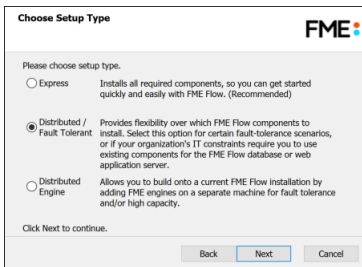 Choose Setup Type
FME
Please choose setup type.
Express
Installs all required components, so you can get started
quickly and easily with FME Flow. (Recommended)
Distributed /
Fault Tolerant
Provides flexibility over which FME Flow components to
install. Select this option for certain fault-tolerance scenarios,
or if your organization's IT constraints require you to use
existing components for the FME Flow database or web
application server.
Distributed
Engine
Allows you to build onto a current FME Flow installation by
adding FME engines on a separate machine for fault tolerance
and/or high capacity.
Click Next to continue.
Back
Next
Cancel